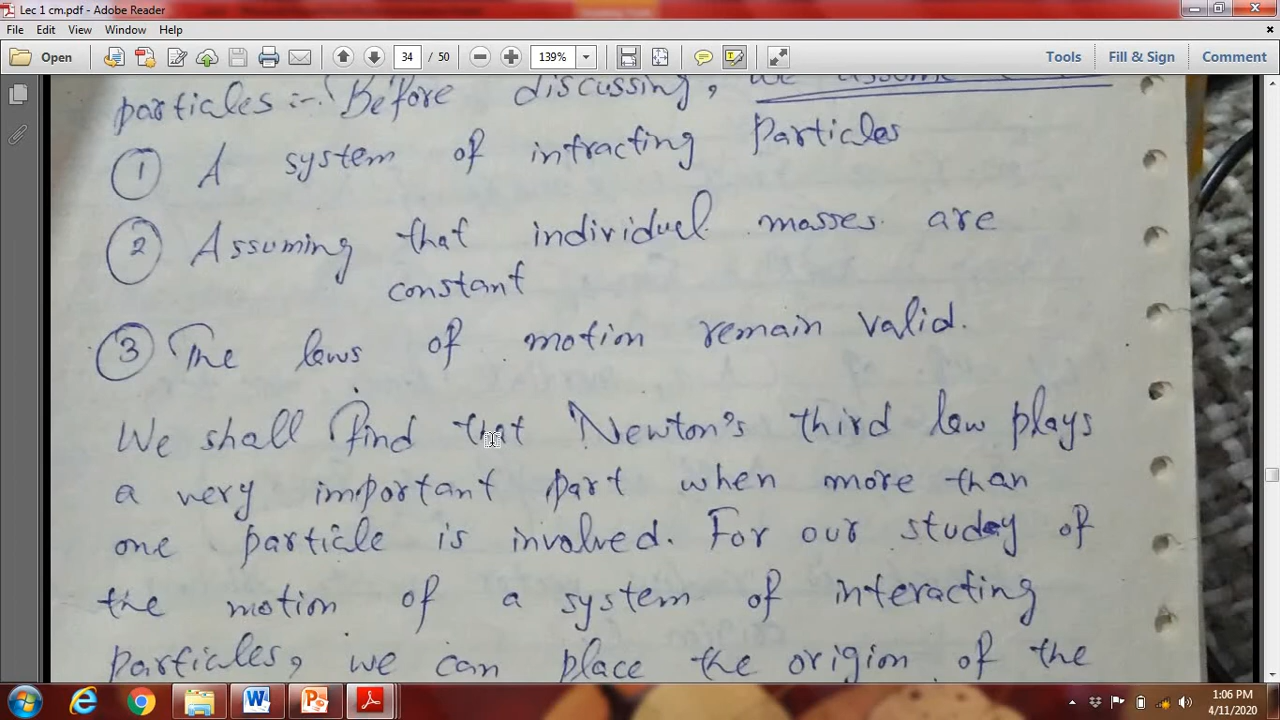 Lec 1 cm.pdf - Adobe Reader
File Edit View Window Help
Open 34 / 50 139% Tools Fill & Sign Comment
particles :- Before discussing, we assume
① A system of intracting Particles
② Assuming that individuel masses are
constant
③ The laws of motion remain valid.
We shall find that Newton's third law plays
a very important part when more than
one particle is involved. For our studey of
the motion of a system of interacting
particles, we can place the origin of the
1:06 PM
4/11/2020